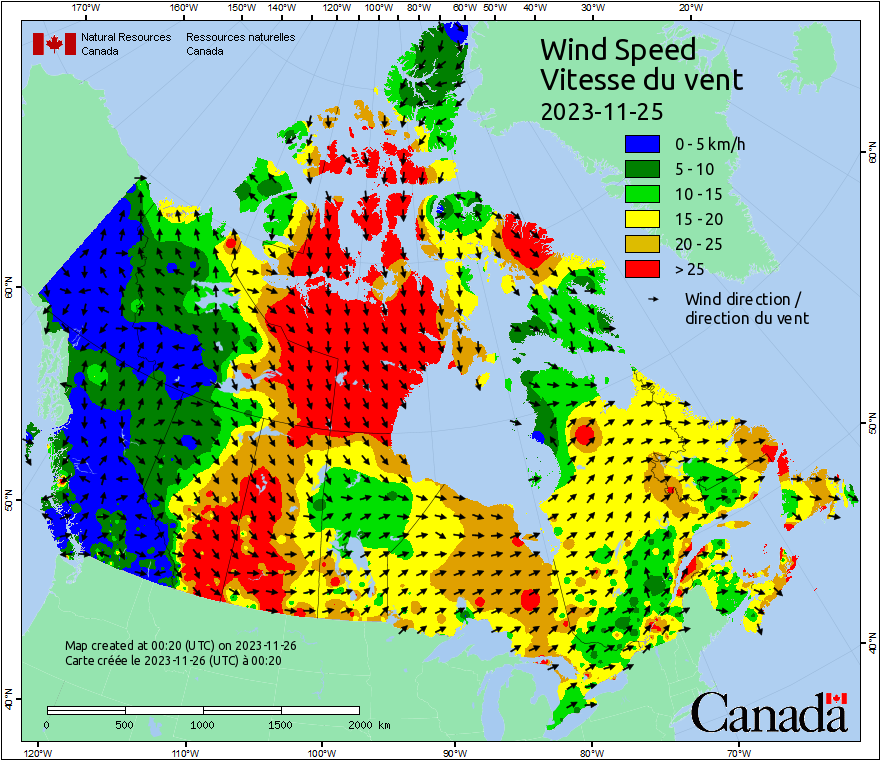 170°W 160°W 150°W 140°W 120°W 100°W 80°W 60°W 50°W 40°W 30°W 20°W
Natural Resources Ressources naturelles
Canada Canada
Wind Speed
Vitesse du vent
2023-11-25
0 - 5 km/h
5 - 10
10 - 15
15 - 20
20 - 25
> 25
Wind direction /
direction du vent
60°N
60°N
50°N
50°N
40°N
40°N
Map created at 00:20 (UTC) on 2023-11-26
Carte créée le 2023-11-26 (UTC) à 00:20
0 500 1000 1500 2000 km
Canada
120°W 110°W 100°W 90°W 80°W 70°W